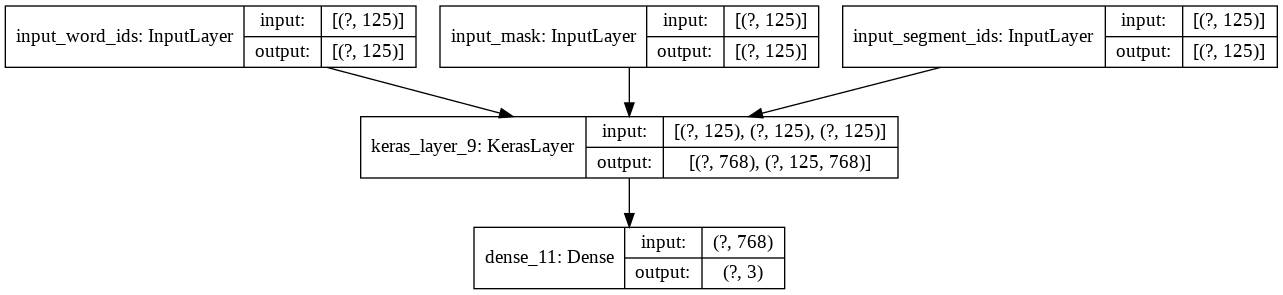 input_word_ids: InputLayer
input: [(?, 125)]
output: [(?, 125)]
input_mask: InputLayer
input: [(?, 125)]
output: [(?, 125)]
input_segment_ids: InputLayer
input: [(?, 125)]
output: [(?, 125)]
keras_layer_9: KerasLayer
input: [(?, 125), (?, 125), (?, 125)]
output: [(?, 768), (?, 125, 768)]
dense_11: Dense
input: (?, 768)
output: (?, 3)